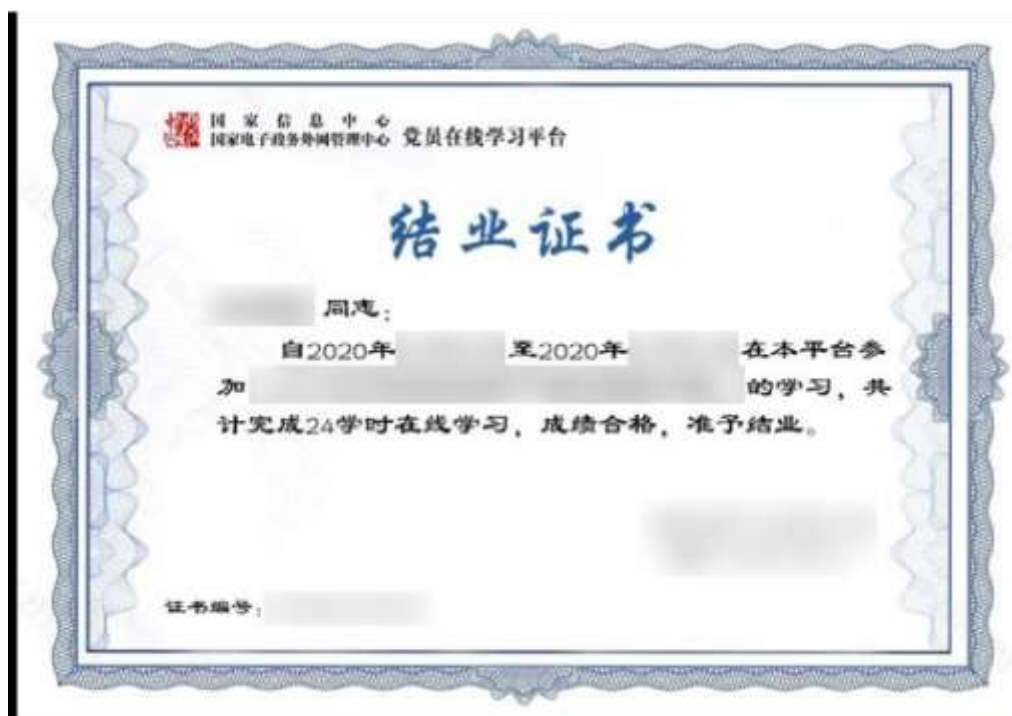 国家信息中心
国家电子政务外网管理中心 党员在线学习平台
结业证书
同志：
自2020年 至2020年 在本平台参
加 的学习，共
计完成24学时在线学习，成绩合格，准予结业。
证书编号：